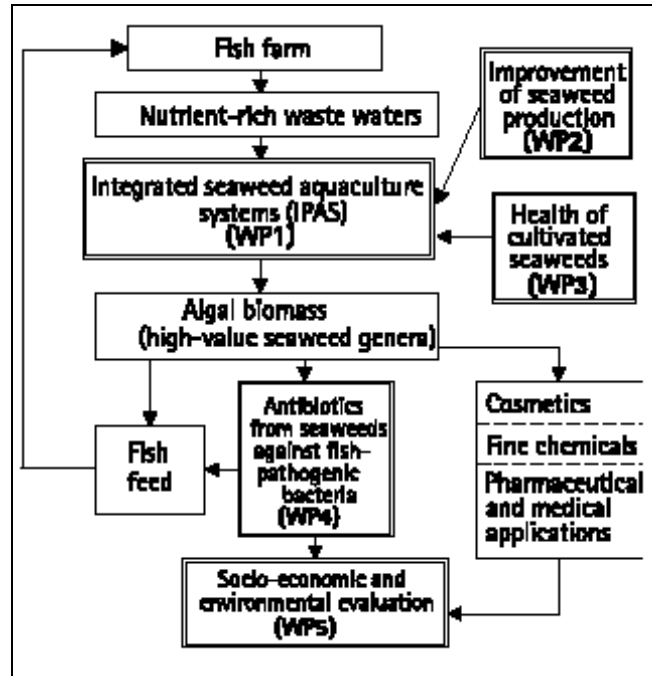 Fish farm
Nutrient-rich waste waters
Improvement
of seaweed
production
(WP2)
Integrated seaweed aquaculture
systems (IPAS)
(WP1)
Health of
cultivated
seaweeds
(WP3)
Algal biomass
(high-value seaweed genera)
Fish
feed
Antibiotics
from seaweeds
against fish-
pathogenic
bacteria
(WP4)
Cosmetics
Fine chemicals
Pharmaceutical
and medical
applications
Socio-economic and
environmental evaluation
(WP5)